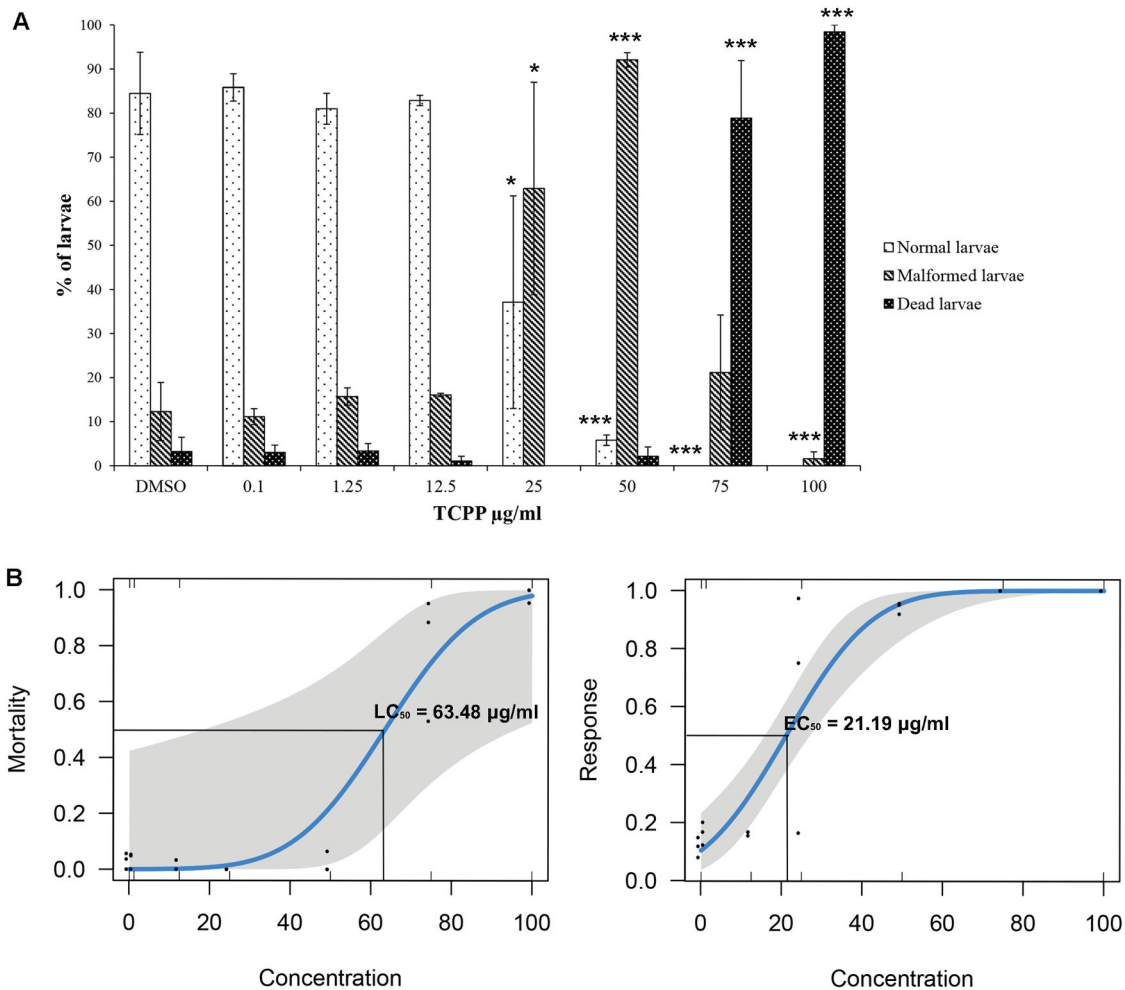 A
100
90
80
70
60
50
40
30
20
10
0
% of larvae
*
*
***
***
***
***
***
***
DMSO 0.1 1.25 12.5 25 50 75 100
TCPP µg/ml
Normal larvae
Malformed larvae
Dead larvae
B
1.0
0.8
0.6
0.4
0.2
0.0
Mortality
LC₅₀ = 63.48 µg/ml
0 20 40 60 80 100
Concentration
1.0
0.8
0.6
0.4
0.2
0.0
Response
EC₅₀ = 21.19 µg/ml
0 20 40 60 80 100
Concentration